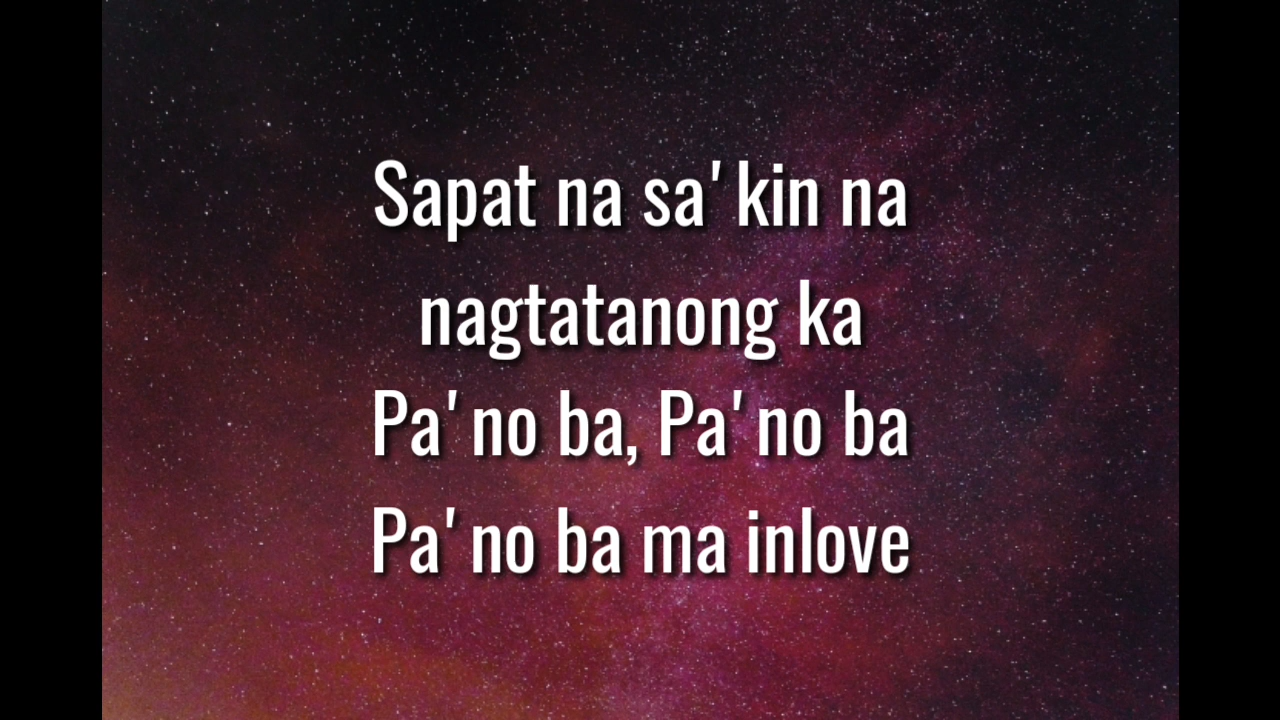 Sapat na sa'kin na
nagtatanong ka
Pa'no ba, Pa'no ba
Pa'no ba ma inlove